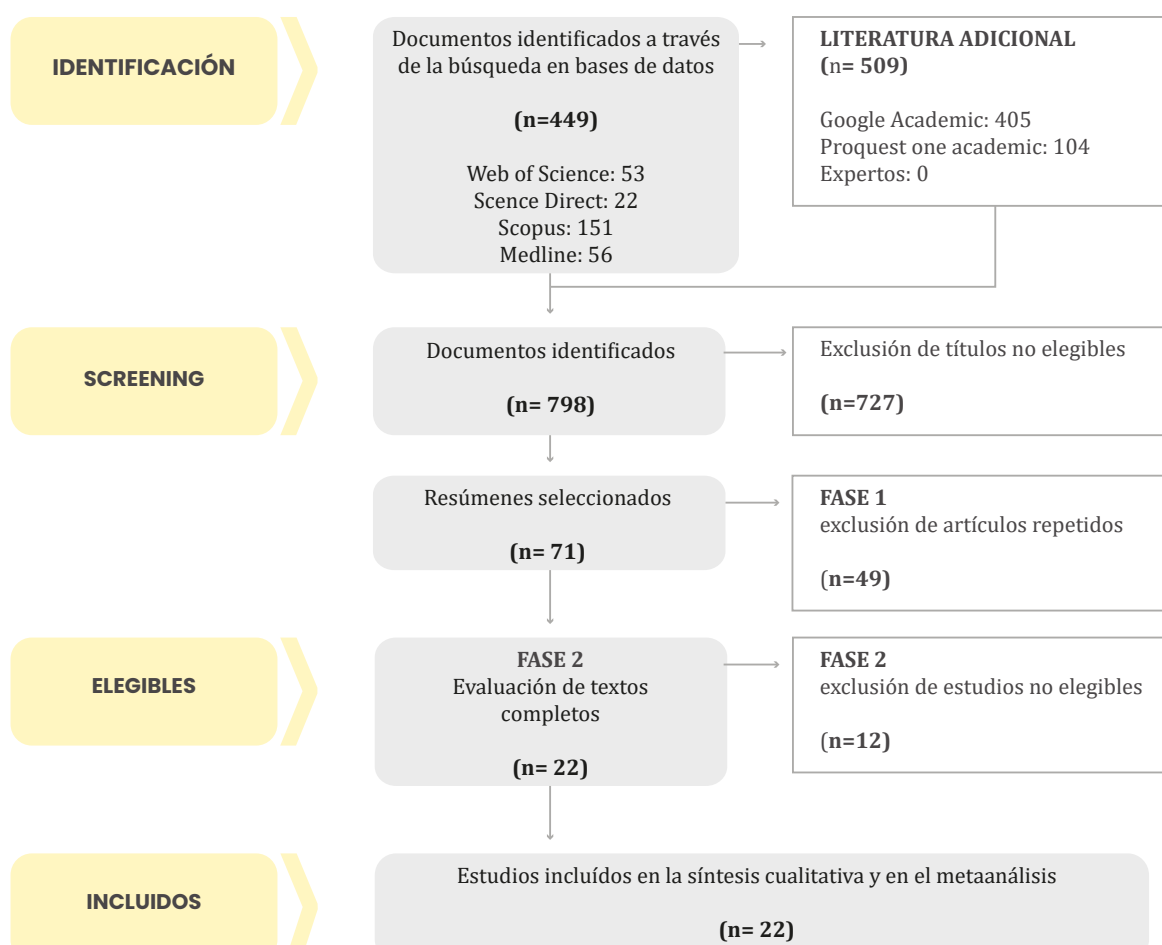 IDENTIFICACIÓN
Documentos identificados a través
de la búsqueda en bases de datos
(n=449)
Web of Science: 53
Scence Direct: 22
Scopus: 151
Medline: 56
LITERATURA ADICIONAL
(n= 509)
Google Academic: 405
Proquest one academic: 104
Expertos: 0
SCREENING
Documentos identificados
(n= 798)
Exclusión de títulos no elegibles
(n=727)
Resúmenes seleccionados
(n= 71)
FASE 1
exclusión de artículos repetidos
(n=49)
ELEGIBLES
FASE 2
Evaluación de textos
completos
(n= 22)
FASE 2
exclusión de estudios no elegibles
(n=12)
INCLUIDOS
Estudios incluídos en la síntesis cualitativa y en el metaanálisis
(n= 22)